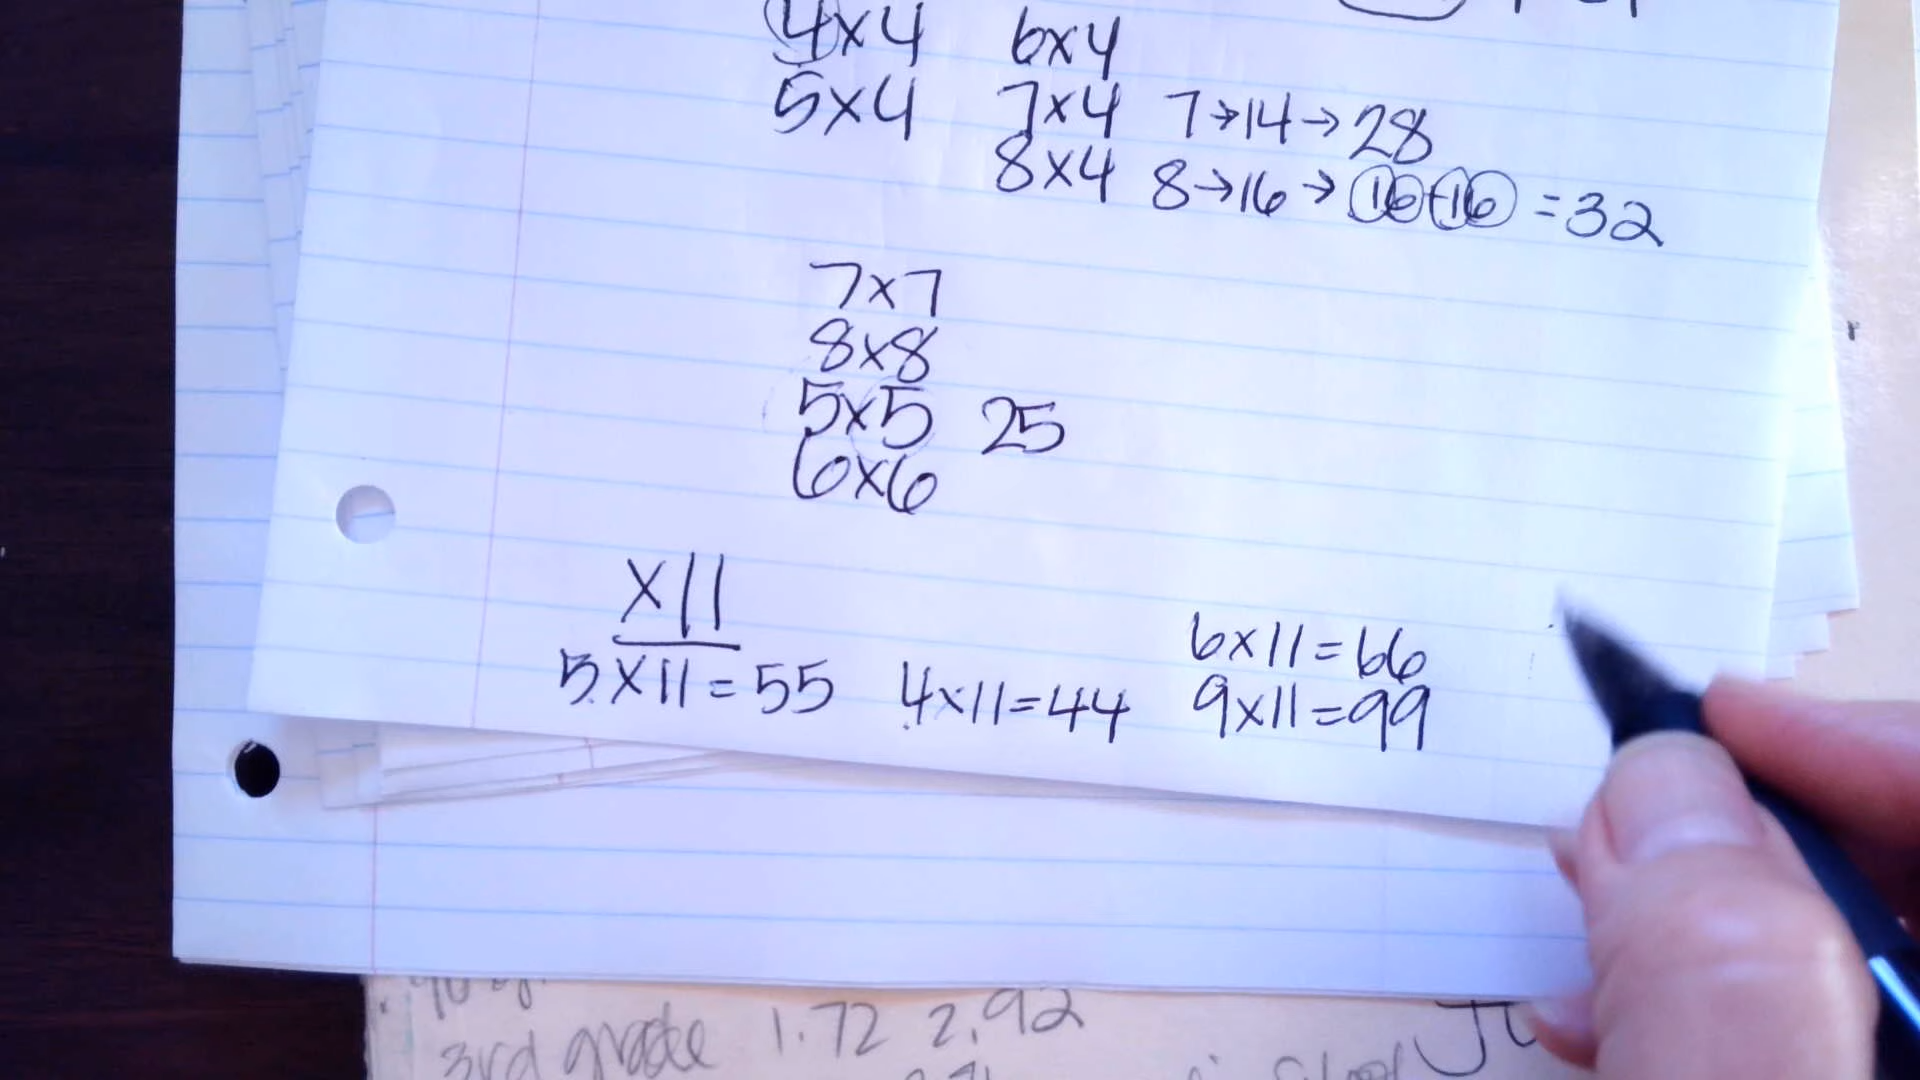 4x4 6x4
5x4 7x4 7→14→28
8x4 8→16→16+16=32
7x7
8x8
5x5 25
6x6
x11
5x11=55 4x11=44 6x11=66
9x11=99
3rd grade 1.72 2.92